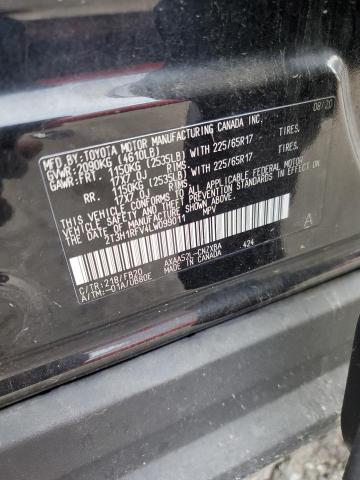 MFD.BY:TOYOTA MOTOR MANUFACTURING CANADA INC. 08/20
GVWR:2090KG(4610LB)
GAWR:FRT. 1150KG (2535LB) WITH 225/65R17 TIRES,
17X7.0J RIMS,
RR. 1150KG (2535LB) WITH 225/65R17 TIRES,
17X7.0J RIMS,
THIS VEHICLE CONFORMS TO ALL APPLICABLE FEDERAL MOTOR
VEHICLE SAFETY, BUMPER, AND THEFT PREVENTION STANDARDS
IN EFFECT ON THE DATE OF MANUFACTURE SHOWN ABOVE.
MPV A
C/TR:218/FB20 AXAA52L-CNZXBA 424
A/TM:-01A/UB80E MADE IN CANADA